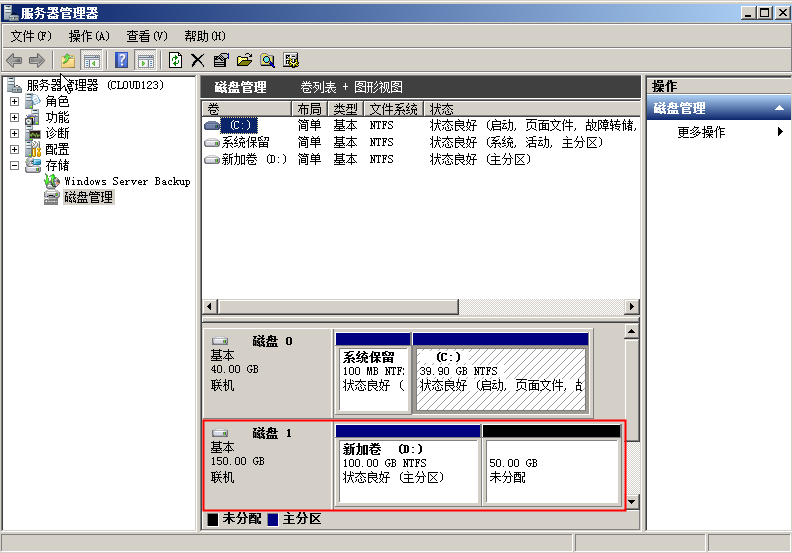 服务器管理器
文件(F) 操作(A) 查看(V) 帮助(H)
服务器管理器 (CLOUD123)
角色
功能
诊断
配置
存储
Windows Server Backup
磁盘管理
磁盘管理 卷列表 + 图形视图
卷 布局 类型 文件系统 状态
(C:) 简单 基本 NTFS 状态良好 (启动, 页面文件, 故障转储,
系统保留 简单 基本 NTFS 状态良好 (系统, 活动, 主分区)
新加卷 (D:) 简单 基本 NTFS 状态良好 (主分区)
磁盘 0
基本
40.00 GB
联机
系统保留
100 MB NTF
状态良好 (
(C:)
39.90 GB NTFS
状态良好 (启动, 页面文件, 故
磁盘 1
基本
150.00 GB
联机
新加卷 (D:)
100.00 GB NTFS
状态良好 (主分区)
50.00 GB
未分配
未分配 主分区
操作
磁盘管理
更多操作